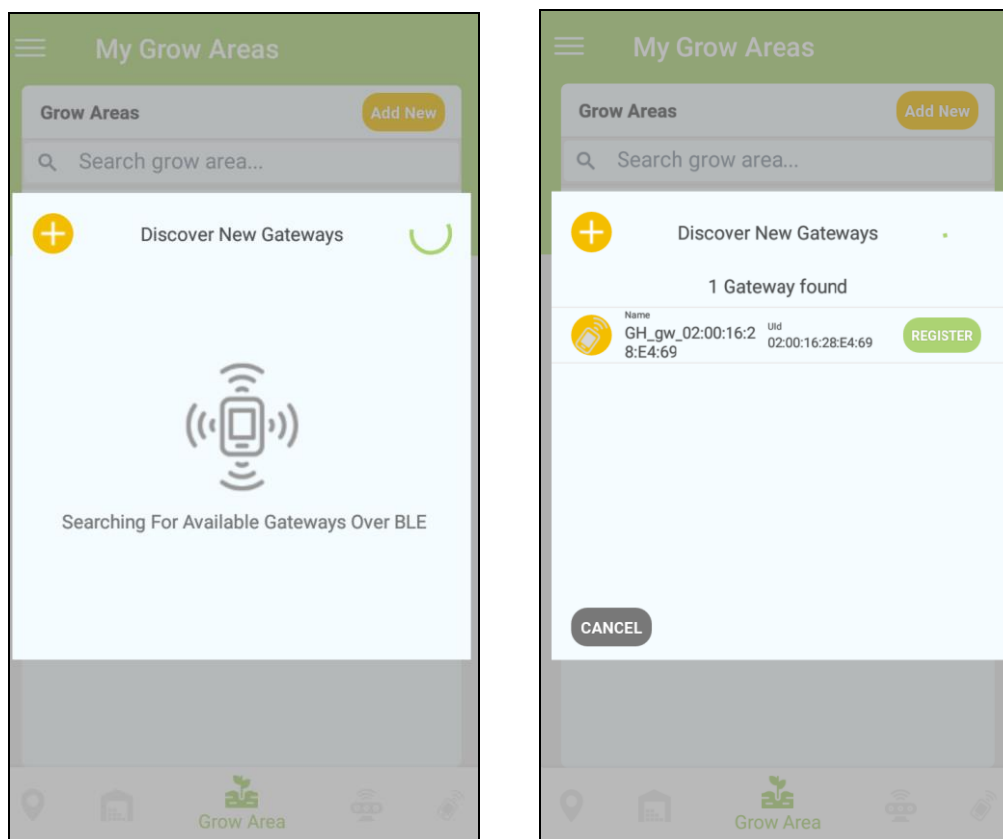 My Grow Areas
Grow Areas
Add New
Search grow area...
Discover New Gateways
Searching For Available Gateways Over BLE
Grow Area
My Grow Areas
Grow Areas
Add New
Search grow area...
Discover New Gateways
1 Gateway found
Name
GH_gw_02:00:16:2
8:E4:69
UId
02:00:16:28:E4:69
REGISTER
CANCEL
Grow Area